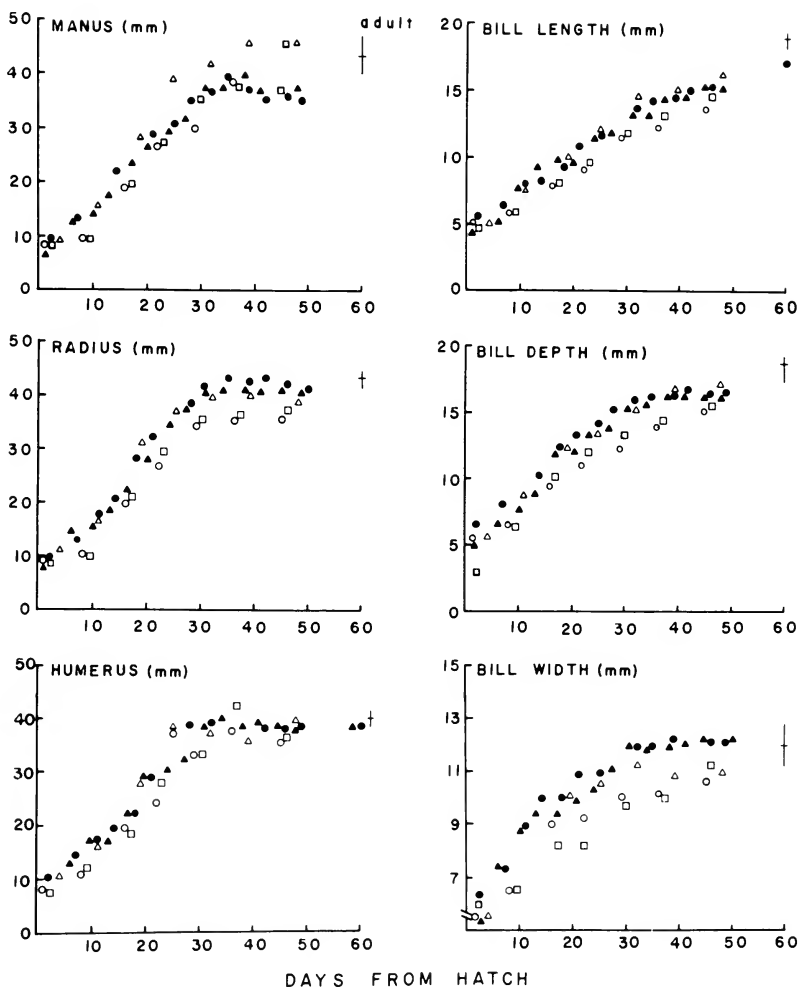 MANUS (mm)
adult
50
40
30
20
10
0
10 20 30 40 50 60
BILL LENGTH (mm)
20
15
10
5
0
10 20 30 40 50 60
RADIUS (mm)
50
40
30
20
10
0
10 20 30 40 50 60
BILL DEPTH (mm)
20
15
10
5
0
10 20 30 40 50 60
HUMERUS (mm)
50
40
30
20
10
0
0 10 20 30 40 50 60
BILL WIDTH (mm)
15
13
11
9
7
10 20 30 40 50 60
DAYS FROM HATCH